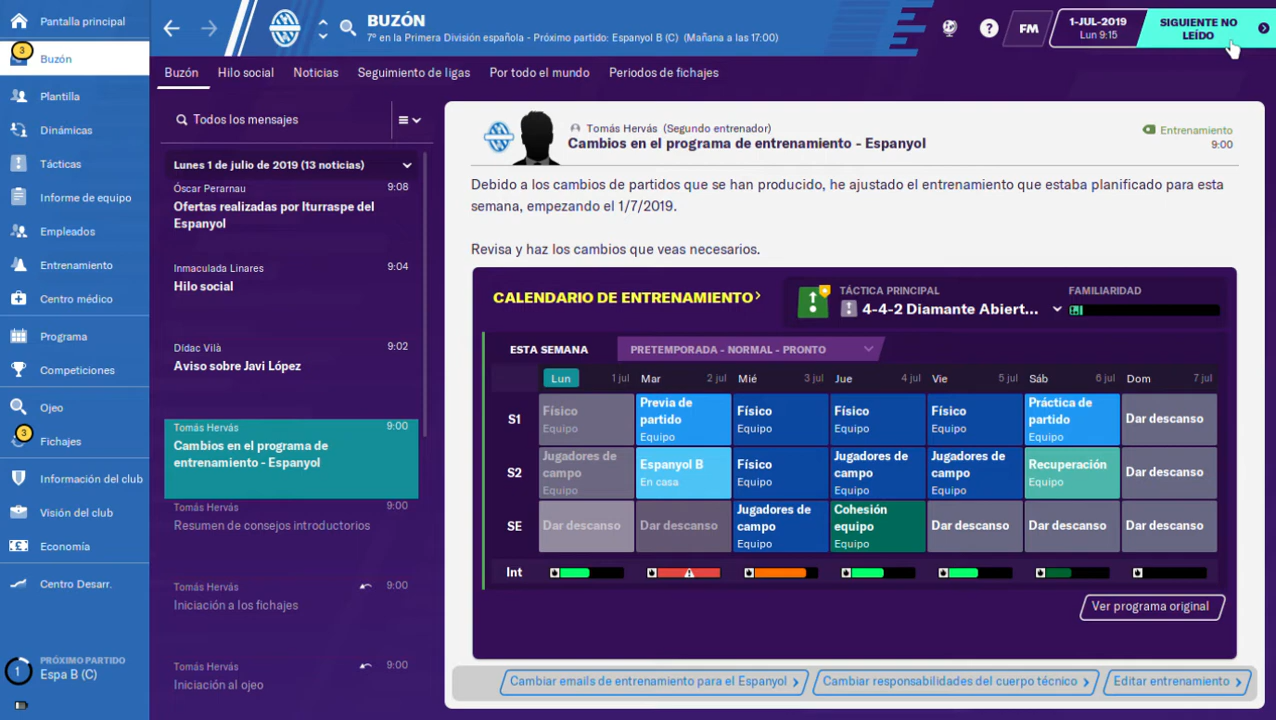 Pantalla principal
3
Buzón
Plantilla
Dinámicas
Tácticas
Informe de equipo
Empleados
Entrenamiento
Centro médico
Programa
Competiciones
Ojeo
3
Fichajes
Información del club
Visión del club
Economía
Centro Desarr.
1
PRÓXIMO PARTIDO
Espa B (C)
BUZÓN
7º en la Primera División española - Próximo partido: Espanyol B (C) (Mañana a las 17:00)
?
FM
1-JUL-2019
Lun 9:15
SIGUIENTE NO
LEÍDO
Buzón
Hilo social
Noticias
Seguimiento de ligas
Por todo el mundo
Periodos de fichajes
Todos los mensajes
Lunes 1 de julio de 2019 (13 noticias)
Óscar Perarnau 9:08
Ofertas realizadas por Iturraspe del
Espanyol
Inmaculada Linares 9:04
Hilo social
Dídac Vilà 9:02
Aviso sobre Javi López
Tomás Hervás 9:00
Cambios en el programa de
entrenamiento - Espanyol
Tomás Hervás 9:00
Resumen de consejos introductorios
Tomás Hervás 9:00
Iniciación a los fichajes
Tomás Hervás 9:00
Iniciación al ojeo
Tomás Hervás (Segundo entrenador)
Cambios en el programa de entrenamiento - Espanyol
Entrenamiento
9:00
Debido a los cambios de partidos que se han producido, he ajustado el entrenamiento que estaba planificado para esta
semana, empezando el 1/7/2019.
Revisa y haz los cambios que veas necesarios.
CALENDARIO DE ENTRENAMIENTO
TÁCTICA PRINCIPAL
4-4-2 Diamante Abiert...
FAMILIARIDAD
ESTA SEMANA
PRETEMPORADA - NORMAL - PRONTO
Lun 1 jul Mar 2 jul Mié 3 jul Jue 4 jul Vie 5 jul Sáb 6 jul Dom 7 jul
S1
Físico
Equipo
Previa de
partido
Equipo
Físico
Equipo
Físico
Equipo
Físico
Equipo
Práctica de
partido
Equipo
Dar descanso
S2
Jugadores de
campo
Equipo
Espanyol B
En casa
Físico
Equipo
Jugadores de
campo
Equipo
Jugadores de
campo
Equipo
Recuperación
Equipo
Dar descanso
SE
Dar descanso
Dar descanso
Jugadores de
campo
Equipo
Cohesión
equipo
Equipo
Dar descanso
Dar descanso
Dar descanso
Int
Ver programa original
Cambiar emails de entrenamiento para el Espanyol
Cambiar responsabilidades del cuerpo técnico
Editar entrenamiento